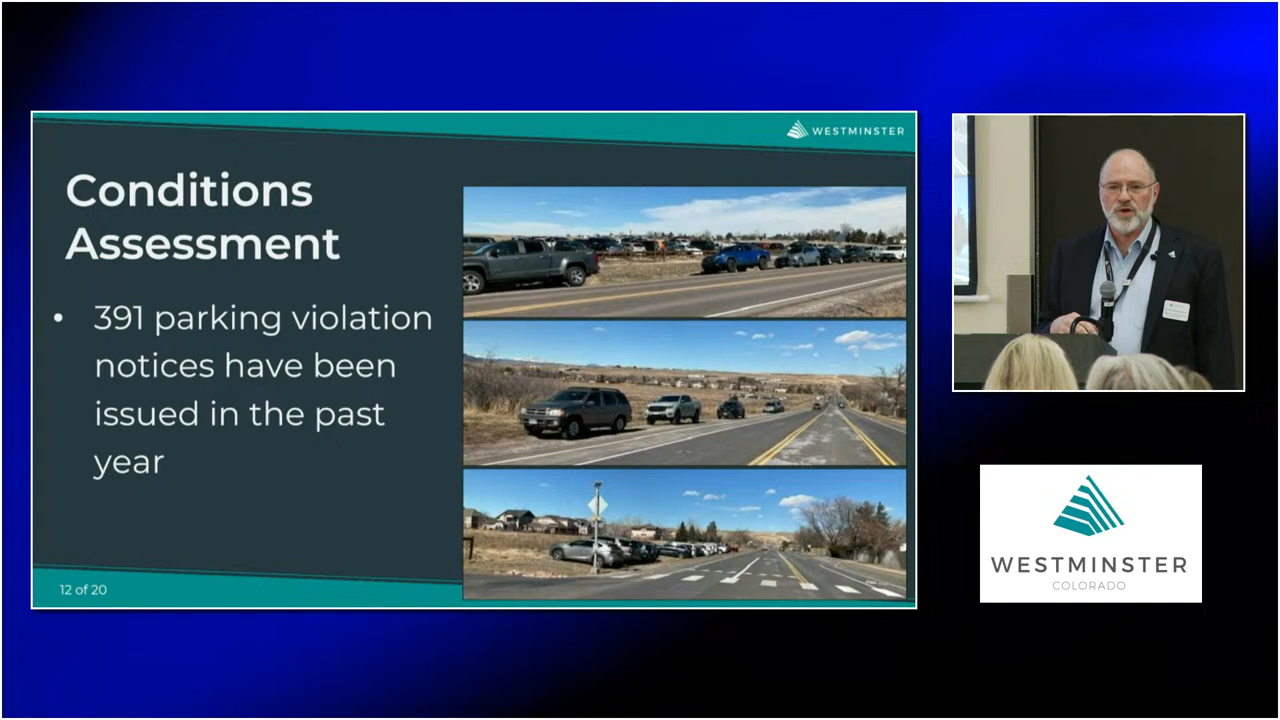 WESTMINSTER
Conditions
Assessment
• 391 parking violation
notices have been
issued in the past
year
12 of 20
WESTMINSTER
COLORADO